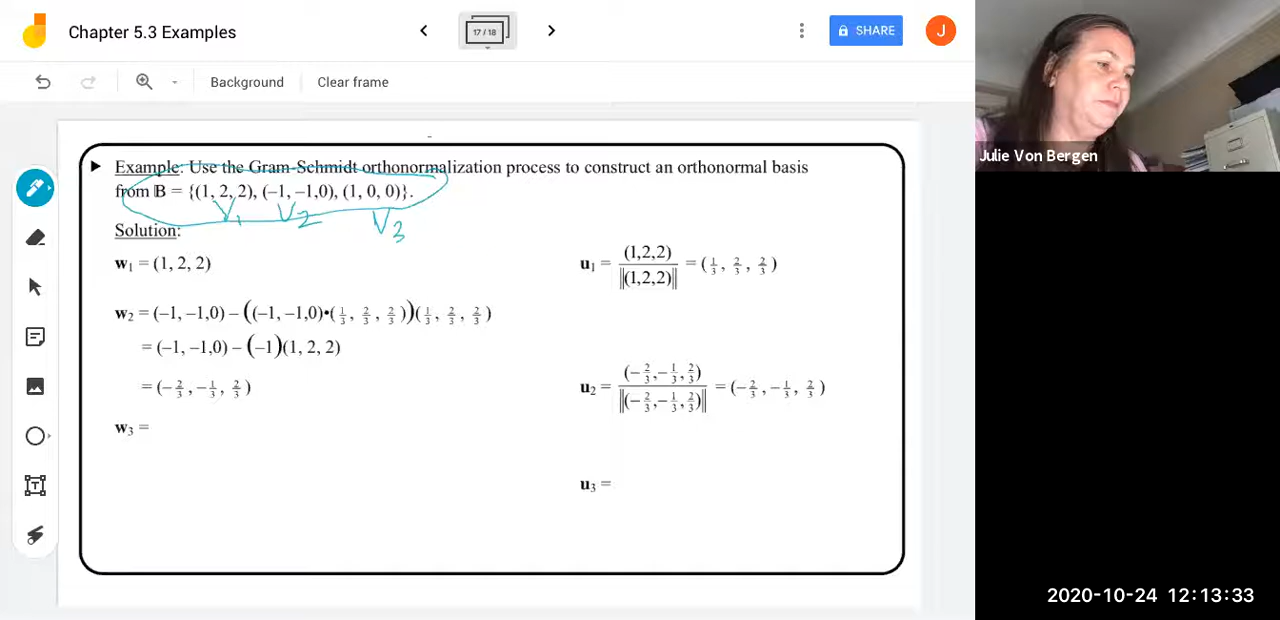 Chapter 5.3 Examples
17 / 18
SHARE
J
Background
Clear frame
Julie Von Bergen
Example: Use the Gram-Schmidt orthonormalization process to construct an orthonormal basis
from B = {(1, 2, 2), (−1, −1,0), (1, 0, 0)}.
V1 V2 V3
Solution:
w₁ = (1, 2, 2)
u₁ = (1,2,2) / ‖(1,2,2)‖ = (1/3, 2/3, 2/3)
w₂ = (−1, −1,0) − ((−1, −1,0)•(1/3, 2/3, 2/3))(1/3, 2/3, 2/3)
= (−1, −1,0) − (−1)(1, 2, 2)
= (−2/3, −1/3, 2/3)
u₂ = (−2/3, −1/3, 2/3) / ‖(−2/3, −1/3, 2/3)‖ = (−2/3, −1/3, 2/3)
w₃ =
u₃ =
2020-10-24 12:13:33